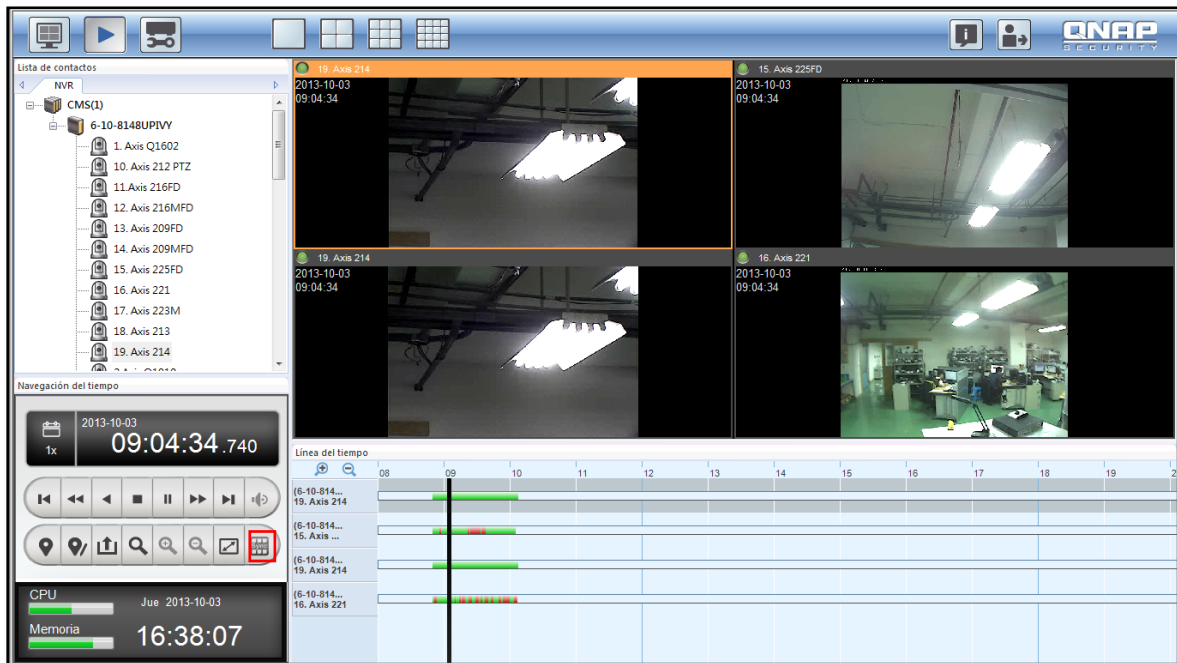 QNAP
SECURITY
Lista de contactos
NVR
CMS(1)
6-10-8148UPIVY
1. Axis Q1602
10. Axis 212 PTZ
11.Axis 216FD
12. Axis 216MFD
13. Axis 209FD
14. Axis 209MFD
15. Axis 225FD
16. Axis 221
17. Axis 223M
18. Axis 213
19. Axis 214
19. Axis 214
2013-10-03
09:04:34
15. Axis 225FD
2013-10-03
09:04:34
19. Axis 214
2013-10-03
09:04:34
16. Axis 221
2013-10-03
09:04:34
Navegación del tiempo
2013-10-03
1x
09:04:34.740
CPU
Jue 2013-10-03
Memoria
16:38:07
Línea del tiempo
08 09 10 11 12 13 14 15 16 17 18 19 2
(6-10-814...
19. Axis 214
(6-10-814...
15. Axis ...
(6-10-814...
19. Axis 214
(6-10-814...
16. Axis 221